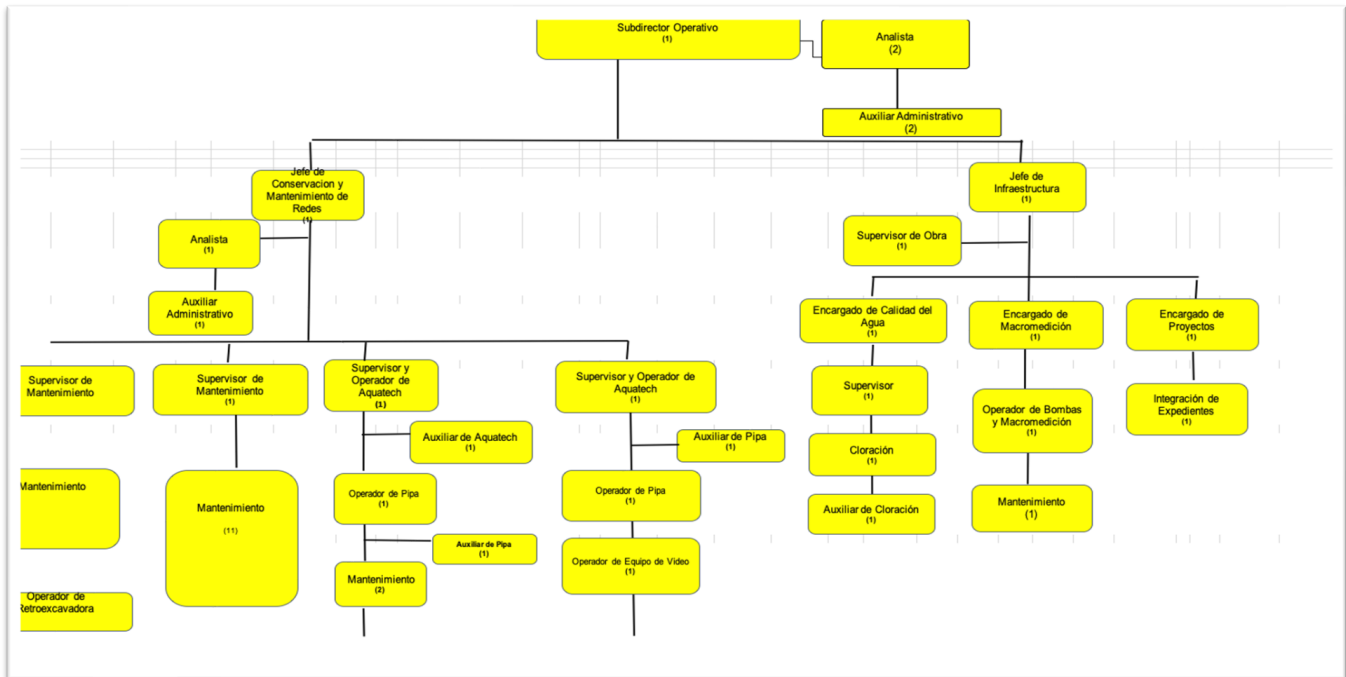 Subdirector Operativo
(1)
Analista
(2)
Auxiliar Administrativo
(2)
Jefe de
Conservacion y
Mantenimiento de
Redes
(1)
Analista
(1)
Auxiliar
Administrativo
(1)
Jefe de
Infraestructura
(1)
Supervisor de Obra
(1)
Supervisor de
Mantenimiento
Mantenimiento
Operador de
Retroexcavadora
Supervisor de
Mantenimiento
(1)
Mantenimiento
(11)
Supervisor y
Operador de
Aquatech
(1)
Auxiliar de Aquatech
(1)
Operador de Pipa
(1)
Auxiliar de Pipa
(1)
Mantenimiento
(2)
Supervisor y Operador de
Aquatech
(1)
Auxiliar de Pipa
(1)
Operador de Pipa
(1)
Operador de Equipo de Video
(1)
Encargado de Calidad del
Agua
(1)
Supervisor
(1)
Cloración
(1)
Auxiliar de Cloración
(1)
Encargado de
Macromedición
(1)
Operador de Bombas
y Macromedición
(1)
Mantenimiento
(1)
Encargado de
Proyectos
(1)
Integración de
Expedientes
(1)